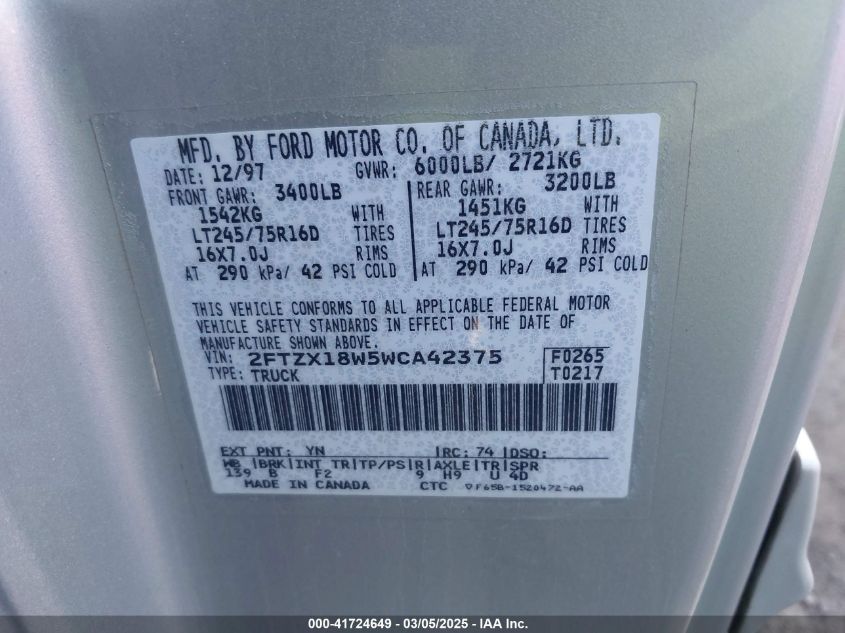 MFD. BY FORD MOTOR CO. OF CANADA, LTD.
DATE: 12/97 GVWR: 6000LB/ 2721KG
FRONT GAWR: 3400LB REAR GAWR: 3200LB
1542KG WITH 1451KG WITH
LT245/75R16D TIRES LT245/75R16D TIRES
16X7.0J RIMS 16X7.0J RIMS
AT 290 kPa/ 42 PSI COLD AT 290 kPa/ 42 PSI COLD
THIS VEHICLE CONFORMS TO ALL APPLICABLE FEDERAL MOTOR
VEHICLE SAFETY STANDARDS IN EFFECT ON THE DATE OF
MANUFACTURE SHOWN ABOVE.
VIN: 2FTZX18W5WCA42375 F0265
TYPE: TRUCK T0217
EXT PNT: YN RC: 74 DSO:
WB BRK INT TR TP/PS R AXLE TR SPR
139 B F2 9 H9 U 4D
MADE IN CANADA CTC F65B-1520472-AA
000-41724649 - 03/05/2025 - IAA Inc.